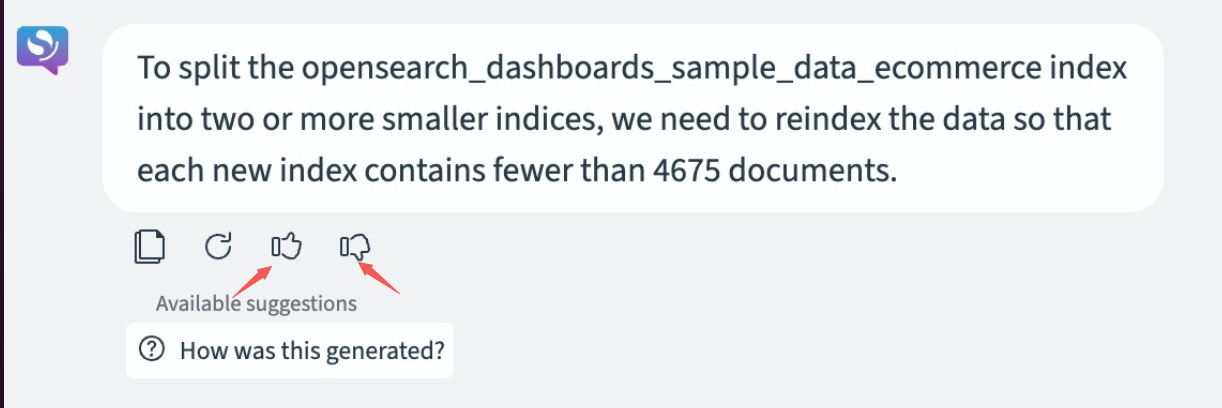 To split the opensearch_dashboards_sample_data_ecommerce index
into two or more smaller indices, we need to reindex the data so that
each new index contains fewer than 4675 documents.
Available suggestions
How was this generated?